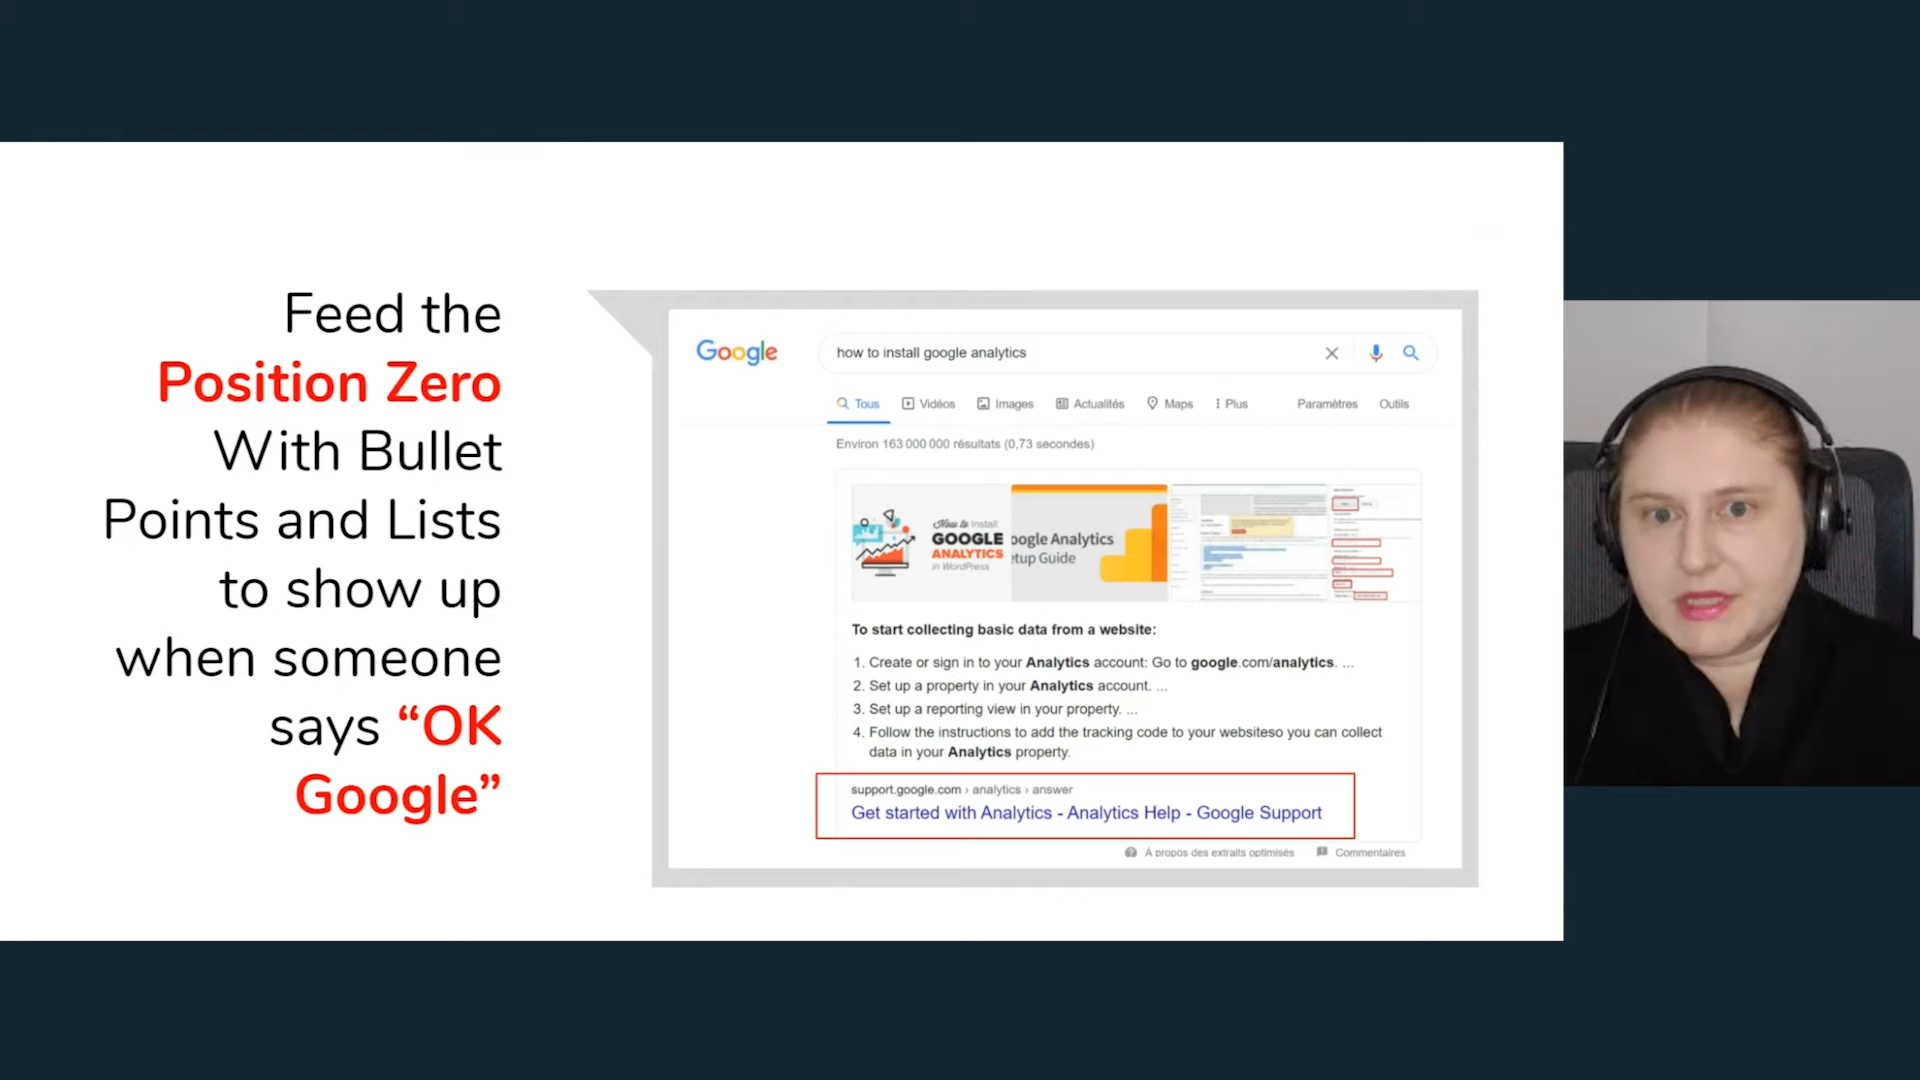 Feed the
Position Zero
With Bullet
Points and Lists
to show up
when someone
says “OK
Google”
Google
how to install google analytics
Tous Vidéos Images Actualités Maps Plus Paramètres Outils
Environ 163 000 000 résultats (0,73 secondes)
How to Install
GOOGLE
ANALYTICS
in WordPress
oogle Analytics
etup Guide
To start collecting basic data from a website:
1. Create or sign in to your Analytics account: Go to google.com/analytics. ...
2. Set up a property in your Analytics account. ...
3. Set up a reporting view in your property. ...
4. Follow the instructions to add the tracking code to your websiteso you can collect
data in your Analytics property.
support.google.com › analytics › answer
Get started with Analytics - Analytics Help - Google Support
À propos des extraits optimisés Commentaires